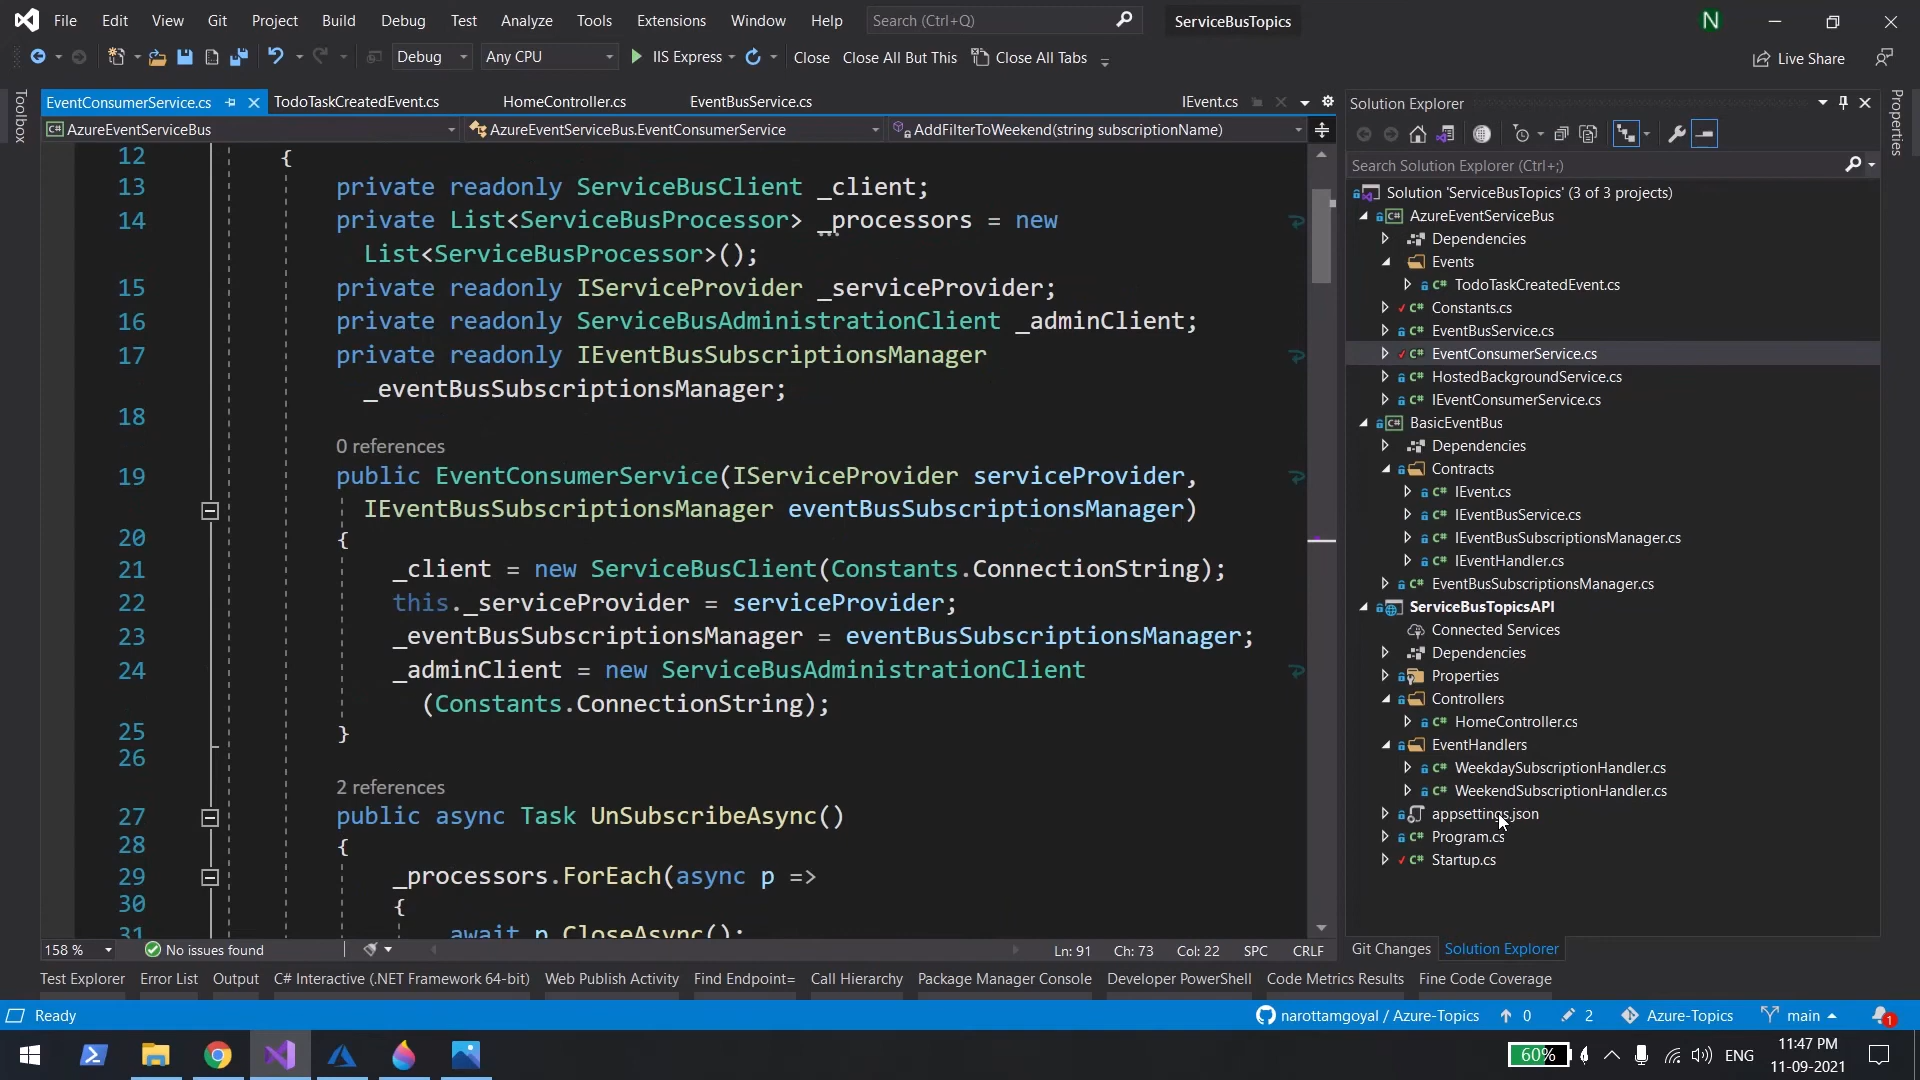 File Edit View Git Project Build Debug Test Analyze Tools Extensions Window Help Search (Ctrl+Q) ServiceBusTopics N
Debug Any CPU IIS Express Close Close All But This Close All Tabs Live Share
Toolbox
EventConsumerService.cs TodoTaskCreatedEvent.cs HomeController.cs EventBusService.cs IEvent.cs
AzureEventServiceBus AzureEventServiceBus.EventConsumerService AddFilterToWeekend(string subscriptionName)
12 {
13 private readonly ServiceBusClient _client;
14 private List<ServiceBusProcessor> _processors = new
List<ServiceBusProcessor>();
15 private readonly IServiceProvider _serviceProvider;
16 private readonly ServiceBusAdministrationClient _adminClient;
17 private readonly IEventBusSubscriptionsManager
_eventBusSubscriptionsManager;
18
0 references
19 public EventConsumerService(IServiceProvider serviceProvider,
IEventBusSubscriptionsManager eventBusSubscriptionsManager)
20 {
21 _client = new ServiceBusClient(Constants.ConnectionString);
22 this._serviceProvider = serviceProvider;
23 _eventBusSubscriptionsManager = eventBusSubscriptionsManager;
24 _adminClient = new ServiceBusAdministrationClient
(Constants.ConnectionString);
25 }
26
2 references
27 public async Task UnSubscribeAsync()
28 {
29 _processors.ForEach(async p =>
30 {
31 await p.CloseAsync();
158 % No issues found Ln: 91 Ch: 73 Col: 22 SPC CRLF
Solution Explorer
Search Solution Explorer (Ctrl+;)
Solution 'ServiceBusTopics' (3 of 3 projects)
AzureEventServiceBus
Dependencies
Events
C# TodoTaskCreatedEvent.cs
C# Constants.cs
C# EventBusService.cs
C# EventConsumerService.cs
C# HostedBackgroundService.cs
C# IEventConsumerService.cs
BasicEventBus
Dependencies
Contracts
C# IEvent.cs
C# IEventBusService.cs
C# IEventBusSubscriptionsManager.cs
C# IEventHandler.cs
C# EventBusSubscriptionsManager.cs
ServiceBusTopicsAPI
Connected Services
Dependencies
Properties
Controllers
C# HomeController.cs
EventHandlers
C# WeekdaySubscriptionHandler.cs
C# WeekendSubscriptionHandler.cs
appsettings.json
C# Program.cs
C# Startup.cs
Git Changes Solution Explorer
Properties
Test Explorer Error List Output C# Interactive (.NET Framework 64-bit) Web Publish Activity Find Endpoint= Call Hierarchy Package Manager Console Developer PowerShell Code Metrics Results Fine Code Coverage
Ready narottamgoyal / Azure-Topics 0 2 Azure-Topics main 1
60% ENG 11:47 PM
11-09-2021